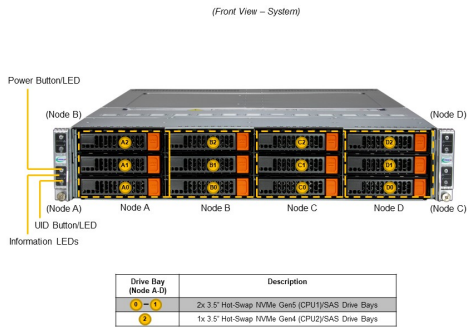 (Front View – System)
Power Button/LED
(Node B)
(Node D)
A2
B2
C2
D2
A1
B1
C1
D1
A0
B0
C0
D0
(Node A)
Node A
Node B
Node C
Node D
(Node C)
UID Button/LED
Information LEDs
Drive Bay
(Node A-D)
Description
0 – 1
2x 3.5" Hot-Swap NVMe Gen5 (CPU1)/SAS Drive Bays
2
1x 3.5" Hot-Swap NVMe Gen4 (CPU2)/SAS Drive Bays